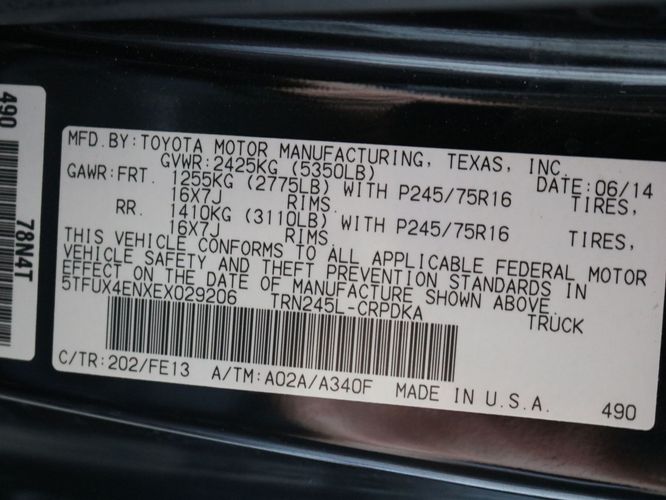 490
78N4T
MFD.BY:TOYOTA MOTOR MANUFACTURING, TEXAS, INC.
GVWR:2425KG (5350LB) DATE:06/14
GAWR:FRT. 1255KG (2775LB) WITH P245/75R16 TIRES,
16X7J RIMS.
RR. 1410KG (3110LB) WITH P245/75R16 TIRES,
16X7J RIMS.
THIS VEHICLE CONFORMS TO ALL APPLICABLE FEDERAL MOTOR
VEHICLE SAFETY AND THEFT PREVENTION STANDARDS IN
EFFECT ON THE DATE OF MANUFACTURE SHOWN ABOVE.
5TFUX4ENXEX029206 TRN245L-CRPDKA TRUCK
C/TR:202/FE13 A/TM:A02A/A340F MADE IN U.S.A. 490